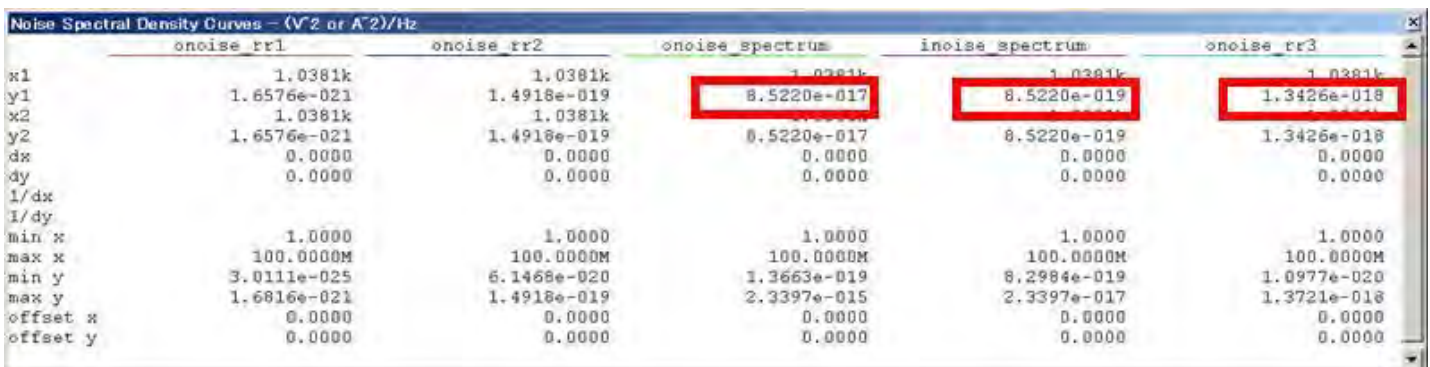 Noise Spectral Density Curves - (V^2 or A^2)/Hz
onoise_rr1 onoise_rr2 onoise_spectrum inoise_spectrum onoise_rr3
x1 1.0381k 1.0381k 1.0381k 1.0381k 1.0381k
y1 1.6576e-021 1.4918e-019 8.5220e-017 8.5220e-019 1.3426e-018
x2 1.0381k 1.0381k
y2 1.6576e-021 1.4918e-019 8.5220e-017 8.5220e-019 1.3426e-018
dx 0.0000 0.0000 0.0000 0.0000 0.0000
dy 0.0000 0.0000 0.0000 0.0000 0.0000
1/dx
1/dy
min x 1.0000 1.0000 1.0000 1.0000 1.0000
max x 100.0000M 100.0000M 100.0000M 100.0000M 100.0000M
min y 3.0111e-025 6.1468e-020 1.3663e-019 8.2984e-019 1.0977e-020
max y 1.6816e-021 1.4918e-019 2.3397e-015 2.3397e-017 1.3721e-018
offset x 0.0000 0.0000 0.0000 0.0000 0.0000
offset y 0.0000 0.0000 0.0000 0.0000 0.0000